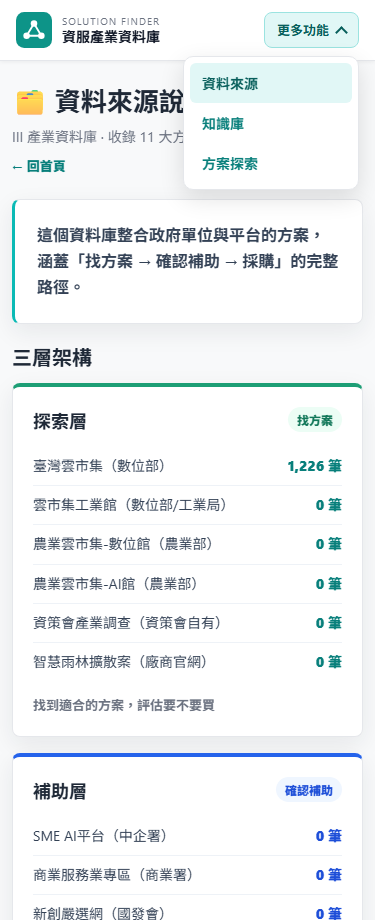 SOLUTION FINDER
資服產業資料庫
更多功能
資料來源
知識庫
方案探索
資料來源說
III 產業資料庫 · 收錄 11 大方
← 回首頁
這個資料庫整合政府單位與平台的方案，
涵蓋「找方案 → 確認補助 → 採購」的完整
路徑。
三層架構
探索層
找方案
臺灣雲市集（數位部）
1,226 筆
雲市集工業館（數位部/工業局）
0 筆
農業雲市集-數位館（農業部）
0 筆
農業雲市集-AI館（農業部）
0 筆
資策會產業調查（資策會自有）
0 筆
智慧雨林擴散案（廠商官網）
0 筆
找到適合的方案，評估要不要買
補助層
確認補助
SME AI平台（中企署）
0 筆
商業服務業專區（商業署）
0 筆
新創嚴選網（國發會）
0 筆